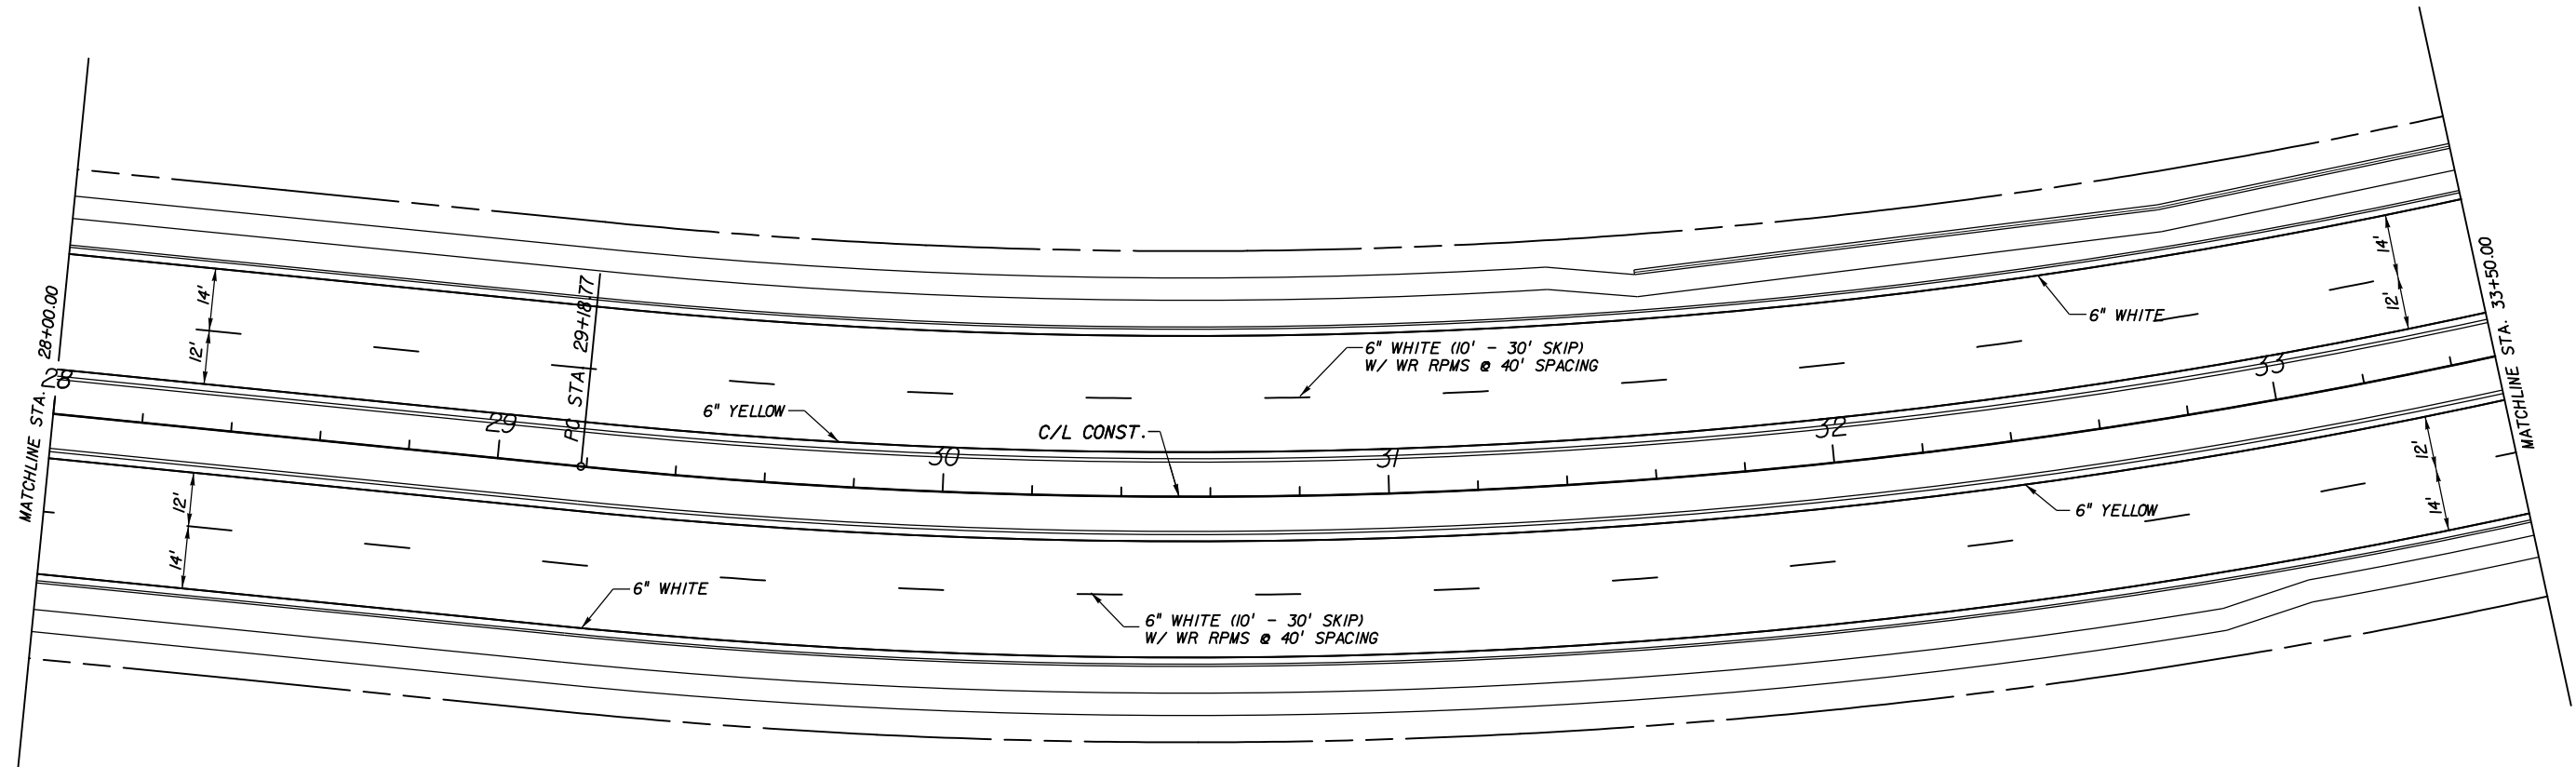 MATCHLINE STA. 28+00.00
28
14'
12'
12'
14'
29
PC STA. 29+18.77
6" YELLOW
6" WHITE
30
C/L CONST.
6" WHITE (10' - 30' SKIP)
W/ WR RPMS @ 40' SPACING
6" WHITE (10' - 30' SKIP)
W/ WR RPMS @ 40' SPACING
31
32
6" WHITE
6" YELLOW
33
14'
12'
12'
14'
MATCHLINE STA. 33+50.00